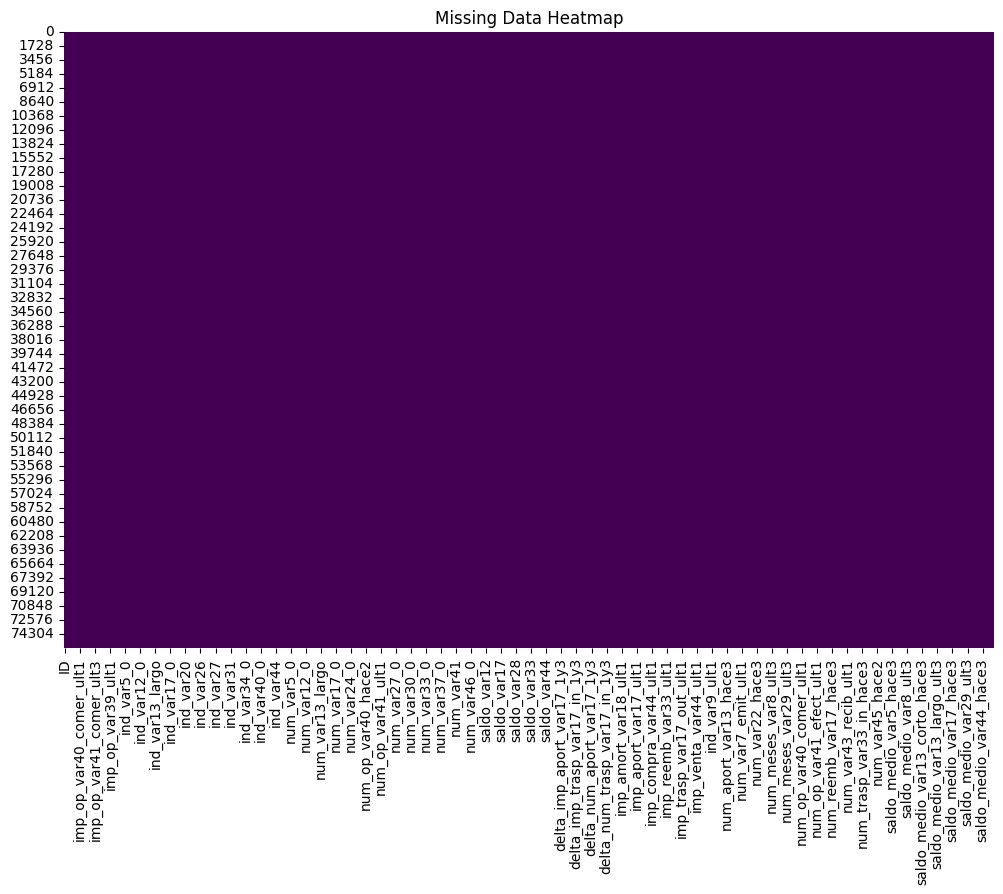 Missing Data Heatmap
0
1728
3456
5184
6912
8640
10368
12096
13824
15552
17280
19008
20736
22464
24192
25920
27648
29376
31104
32832
34560
36288
38016
39744
41472
43200
44928
46656
48384
50112
51840
53568
55296
57024
58752
60480
62208
63936
65664
67392
69120
70848
72576
74304
ID
imp_op_var40_comer_ult1
imp_op_var41_comer_ult3
imp_op_var39_ult1
ind_var5_0
ind_var12_0
ind_var13_largo
ind_var17_0
ind_var20
ind_var26
ind_var27
ind_var31
ind_var34_0
ind_var40_0
ind_var44
num_var5_0
num_var12_0
num_var13_largo
num_var17_0
num_var24_0
num_op_var40_hace2
num_op_var41_ult1
num_var27_0
num_var30_0
num_var33_0
num_var37_0
num_var41
num_var46_0
saldo_var12
saldo_var17
saldo_var28
saldo_var33
saldo_var44
delta_imp_aport_var17_1y3
delta_imp_trasp_var17_in_1y3
delta_num_aport_var17_1y3
delta_num_trasp_var17_in_1y3
imp_amort_var18_ult1
imp_aport_var17_ult1
imp_compra_var44_ult1
imp_reemb_var33_ult1
imp_trasp_var17_out_ult1
imp_venta_var44_ult1
ind_var9_ult1
num_aport_var13_hace3
num_var7_emit_ult1
num_var22_hace3
num_meses_var8_ult3
num_meses_var29_ult3
num_op_var40_comer_ult1
num_op_var41_efect_ult1
num_reemb_var17_hace3
num_var43_recib_ult1
num_trasp_var33_in_hace3
num_var45_hace2
saldo_medio_var5_hace3
saldo_medio_var8_ult3
saldo_medio_var13_corto_hace3
saldo_medio_var13_largo_ult3
saldo_medio_var17_hace3
saldo_medio_var29_ult3
saldo_medio_var44_hace3